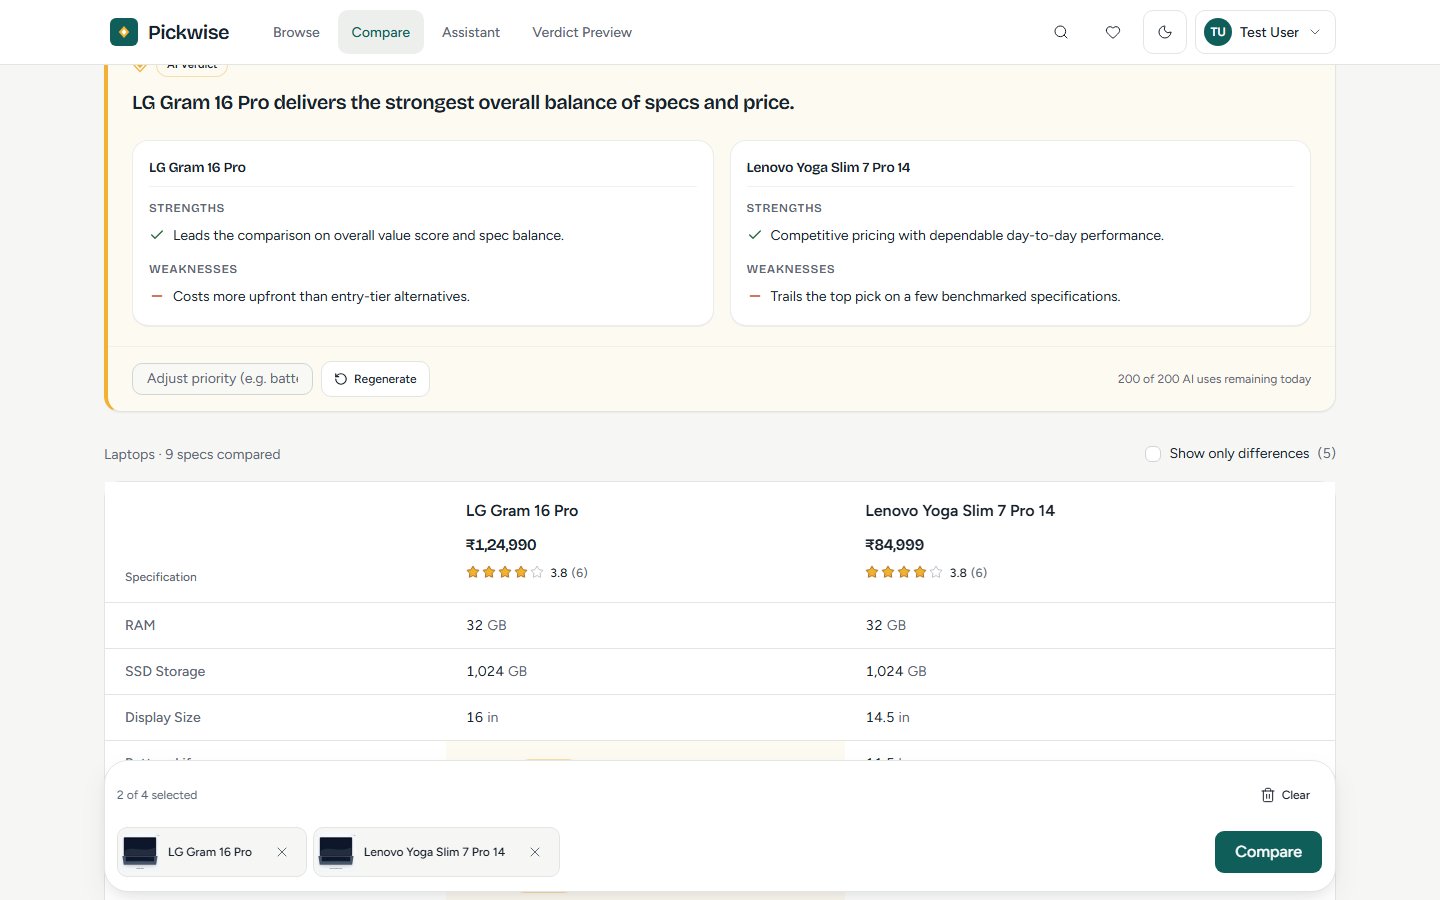 Pickwise
Browse
Compare
Assistant
Verdict Preview
TU
Test User
AI Verdict
LG Gram 16 Pro delivers the strongest overall balance of specs and price.
LG Gram 16 Pro
STRENGTHS
Leads the comparison on overall value score and spec balance.
WEAKNESSES
Costs more upfront than entry-tier alternatives.
Lenovo Yoga Slim 7 Pro 14
STRENGTHS
Competitive pricing with dependable day-to-day performance.
WEAKNESSES
Trails the top pick on a few benchmarked specifications.
Adjust priority (e.g. batte
Regenerate
200 of 200 AI uses remaining today
Laptops · 9 specs compared
Show only differences (5)
Specification
LG Gram 16 Pro
₹1,24,990
3.8 (6)
Lenovo Yoga Slim 7 Pro 14
₹84,999
3.8 (6)
RAM 32 GB 32 GB
SSD Storage 1,024 GB 1,024 GB
Display Size 16 in 14.5 in
2 of 4 selected
Clear
LG Gram 16 Pro
Lenovo Yoga Slim 7 Pro 14
Compare